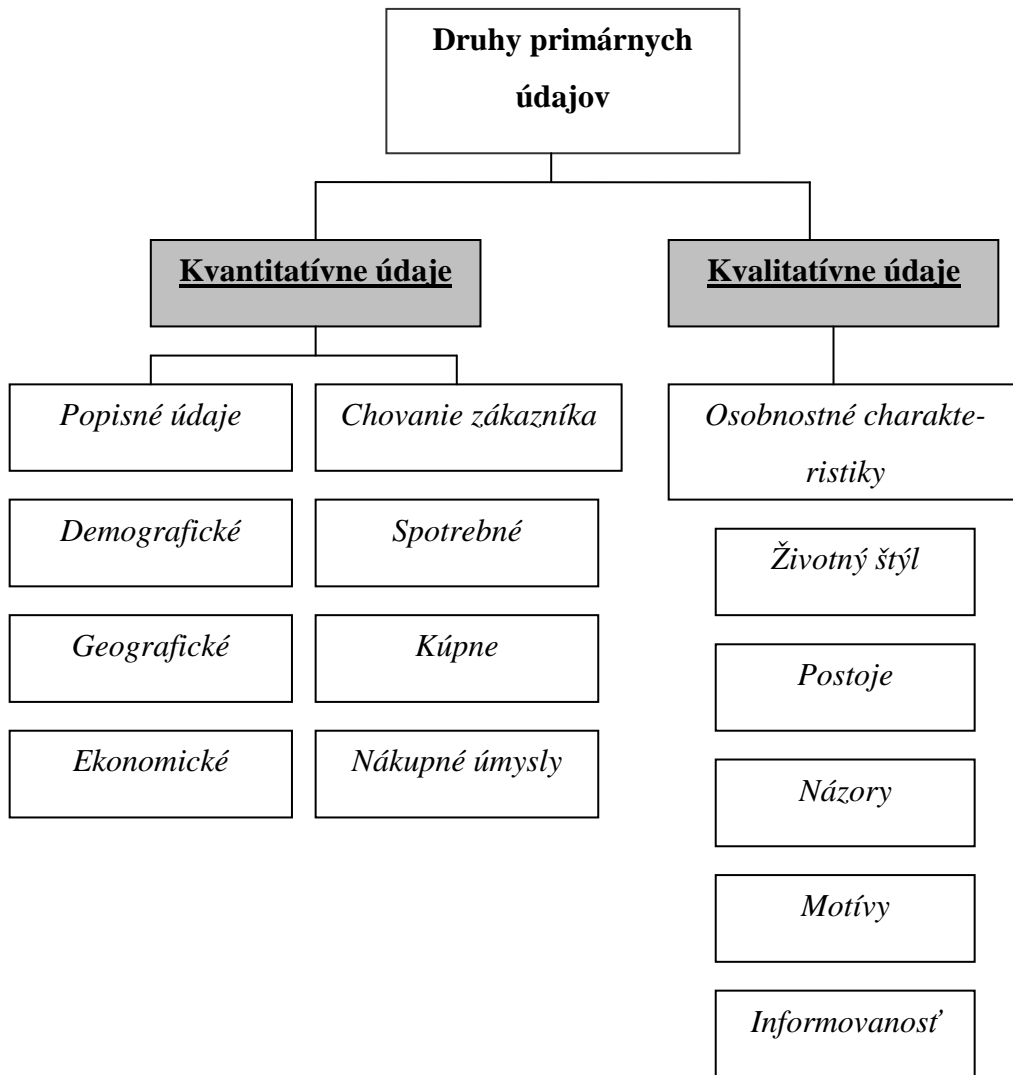 Druhy primárnych
údajov
Kvantitatívne údaje
Kvalitatívne údaje
Popisné údaje
Chovanie zákazníka
Osobnostné charakte-
ristiky
Demografické
Spotrebné
Životný štýl
Geografické
Kúpne
Postoje
Ekonomické
Nákupné úmysly
Názory
Motívy
Informovanosť